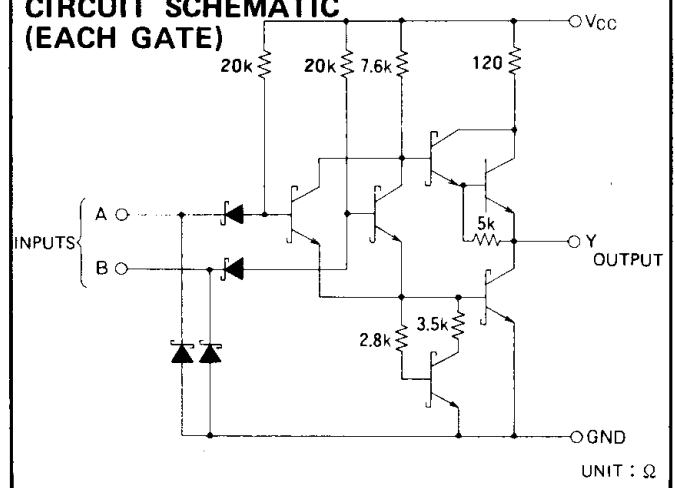 CIRCUIT SCHEMATIC
(EACH GATE)
VCC
20k 20k 7.6k 120
A
INPUTS
B
5k
Y
OUTPUT
2.8k 3.5k
GND
UNIT : Ω